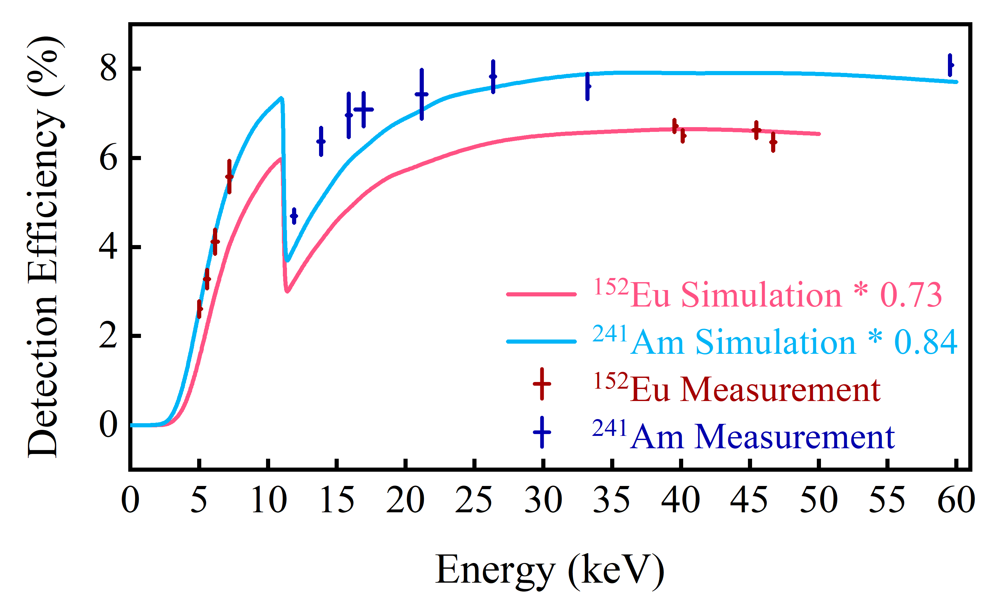 Detection Efficiency (%)
8
6
4
2
0
¹⁵²Eu Simulation * 0.73
²⁴¹Am Simulation * 0.84
¹⁵²Eu Measurement
²⁴¹Am Measurement
0 5 10 15 20 25 30 35 40 45 50 55 60
Energy (keV)